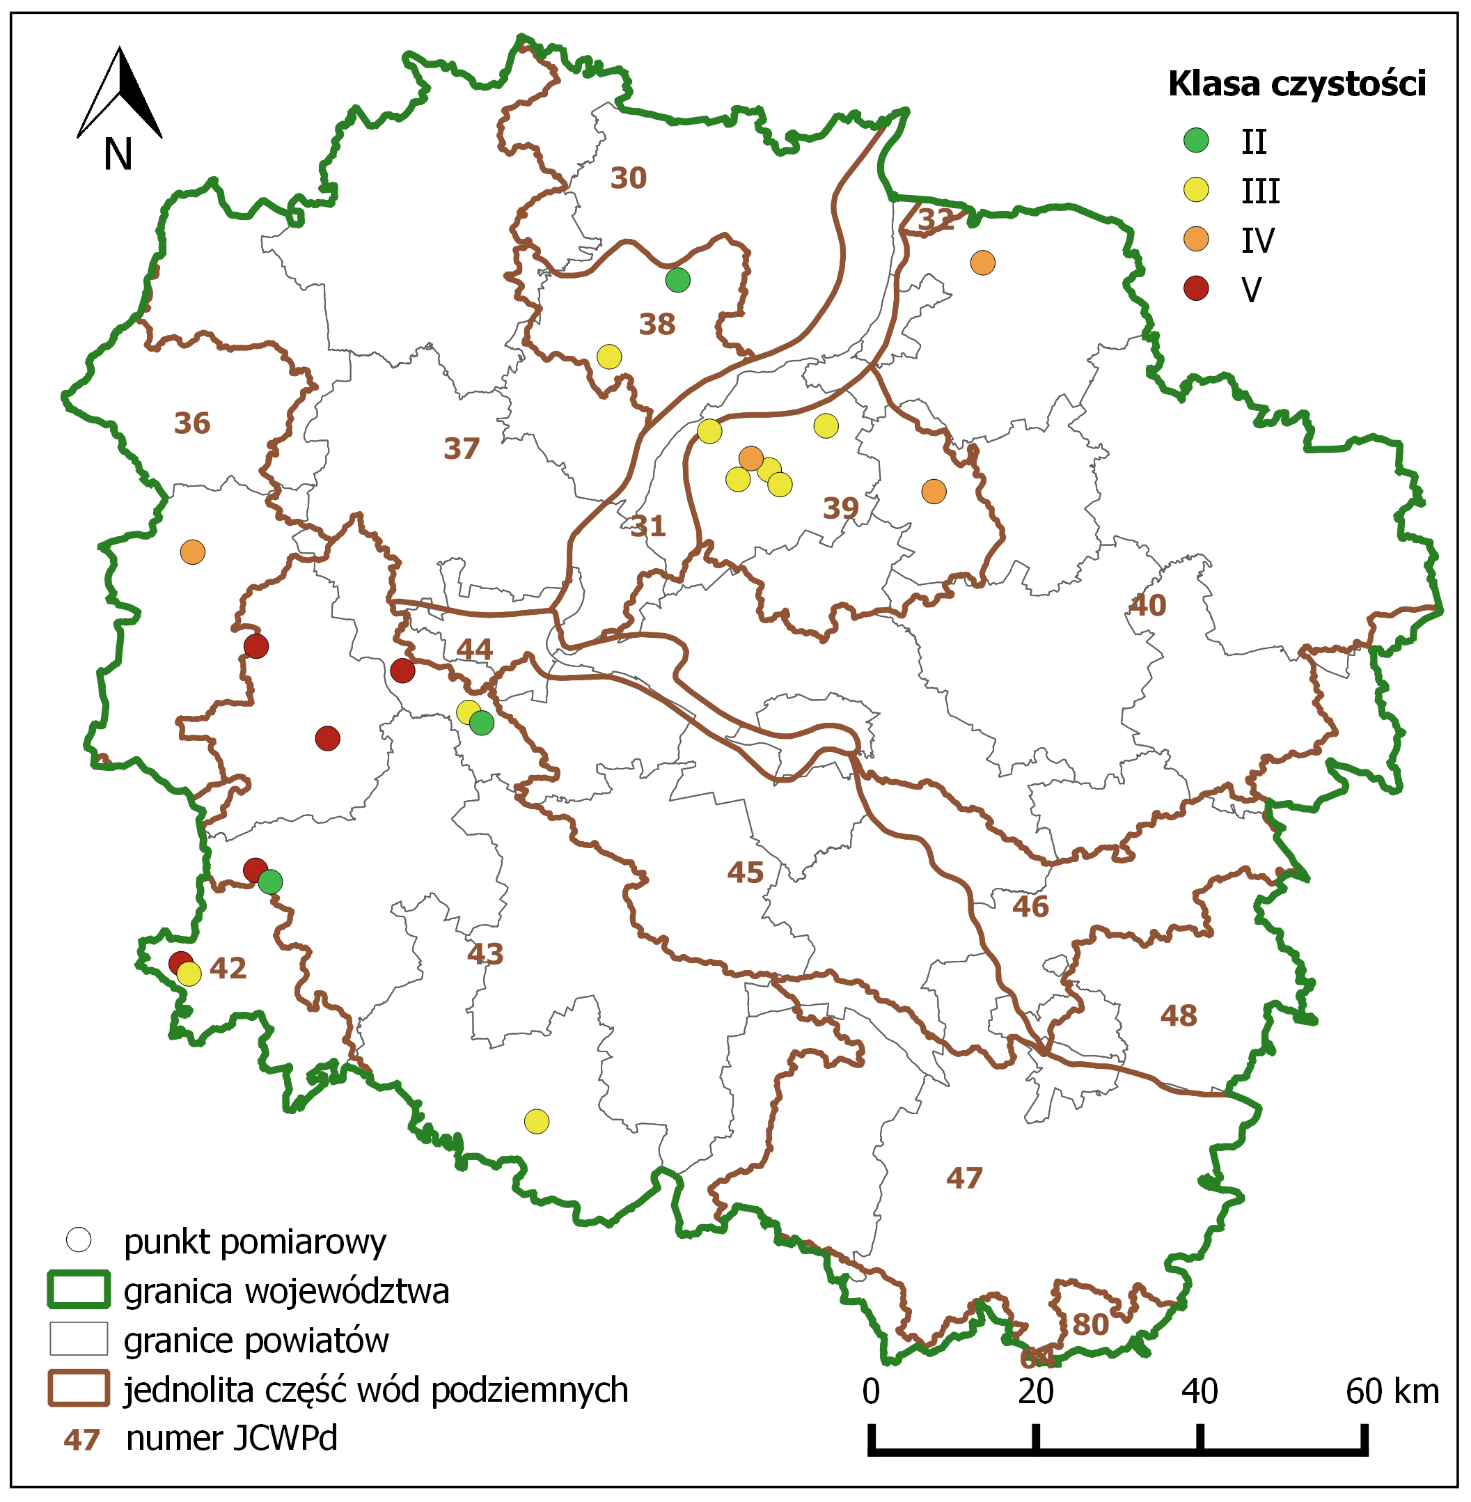 N
Klasa czystości
II
III
IV
V
30
32
38
36
37
31
39
40
44
45
46
43
42
48
47
80
64
punkt pomiarowy
granica województwa
granice powiatów
jednolita część wód podziemnych
47 numer JCWPd
0 20 40 60 km